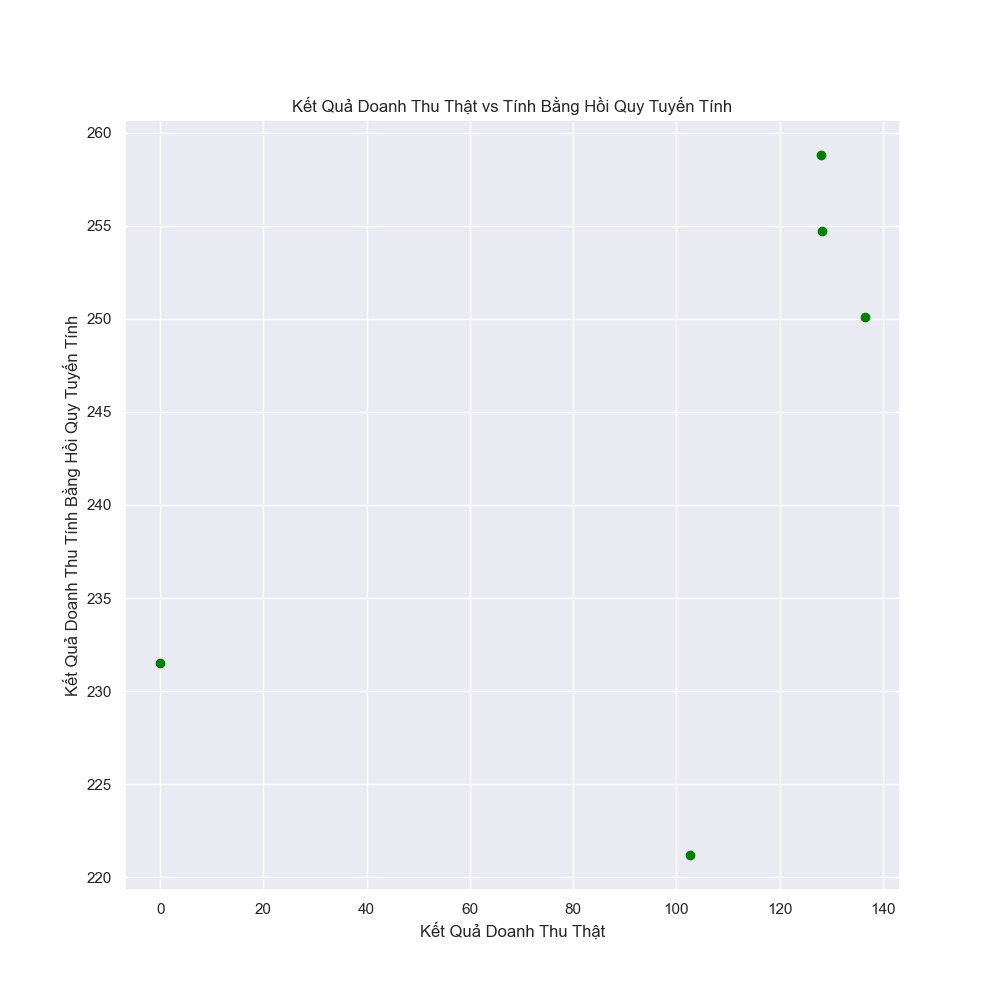 Kết Quả Doanh Thu Thật vs Tính Bằng Hồi Quy Tuyến Tính
260
255
250
245
240
235
230
225
220
Kết Quả Doanh Thu Tính Bằng Hồi Quy Tuyến Tính
0 20 40 60 80 100 120 140
Kết Quả Doanh Thu Thật